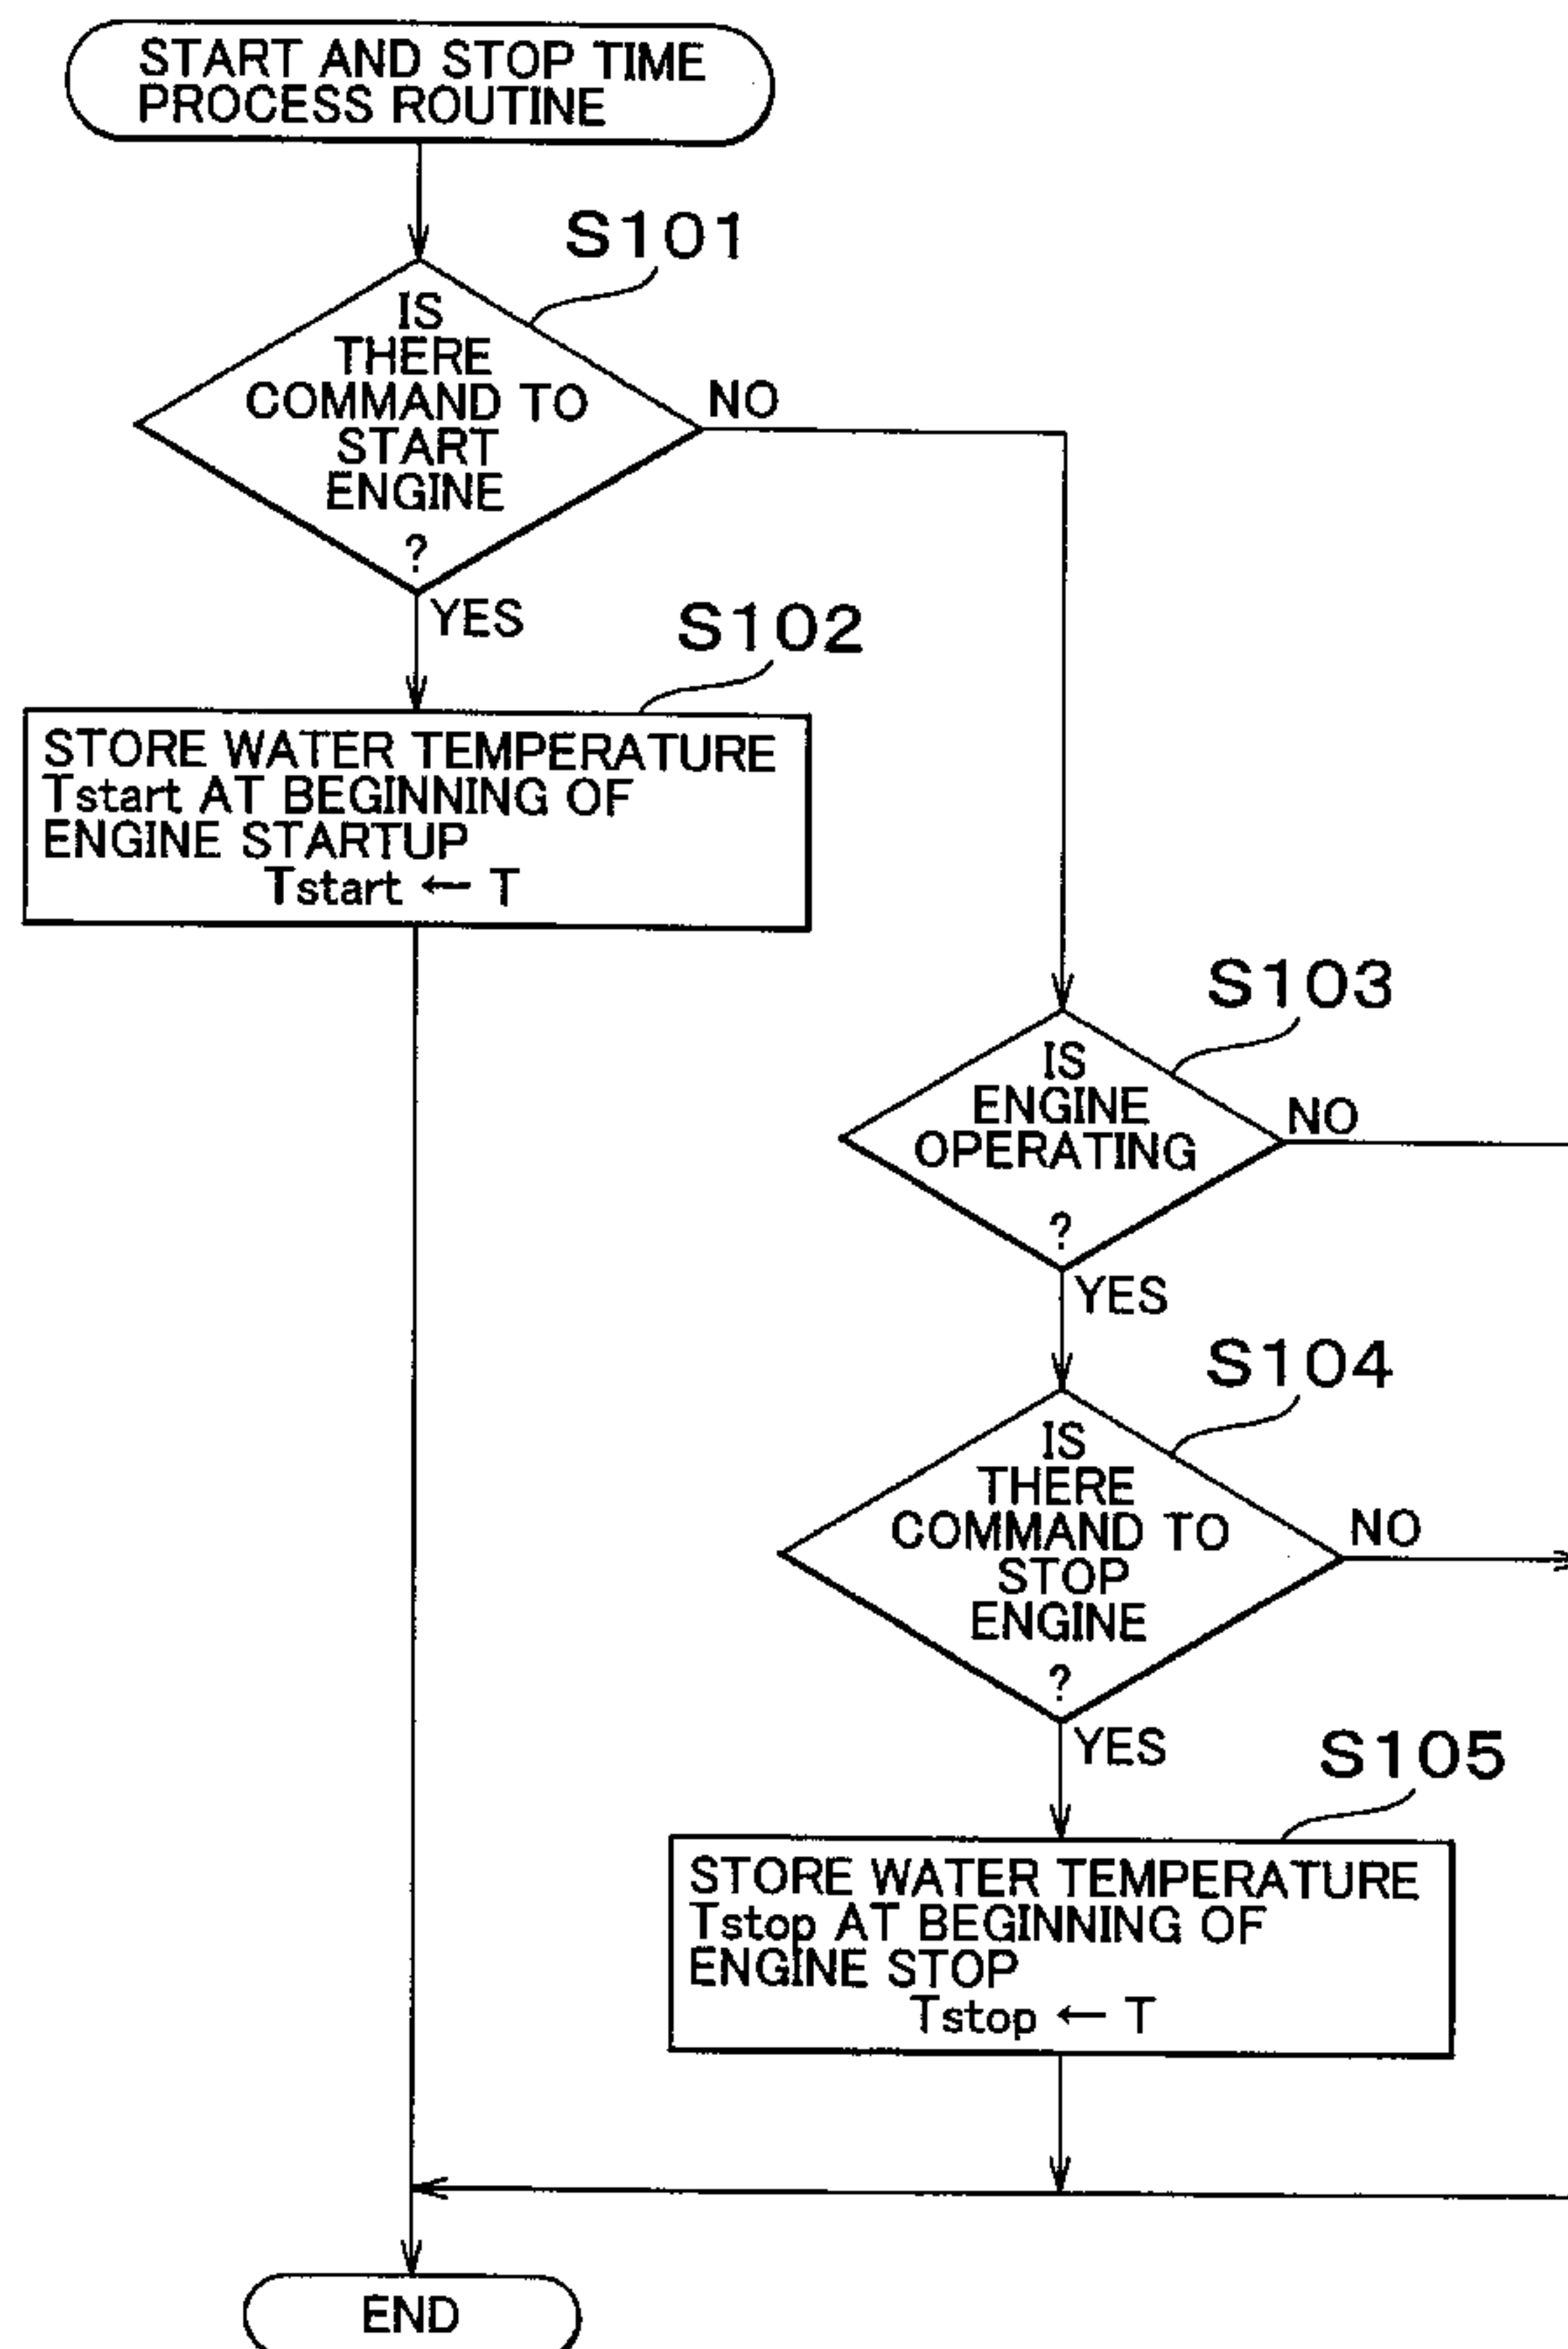 START AND STOP TIME
PROCESS ROUTINE
S101
IS
THERE
COMMAND TO
START
ENGINE
?
NO
YES
S102
STORE WATER TEMPERATURE
Tstart AT BEGINNING OF
ENGINE STARTUP
Tstart ← T
S103
IS
ENGINE
OPERATING
?
NO
YES
S104
IS
THERE
COMMAND TO
STOP
ENGINE
?
NO
YES
S105
STORE WATER TEMPERATURE
Tstop AT BEGINNING OF
ENGINE STOP
Tstop ← T
END